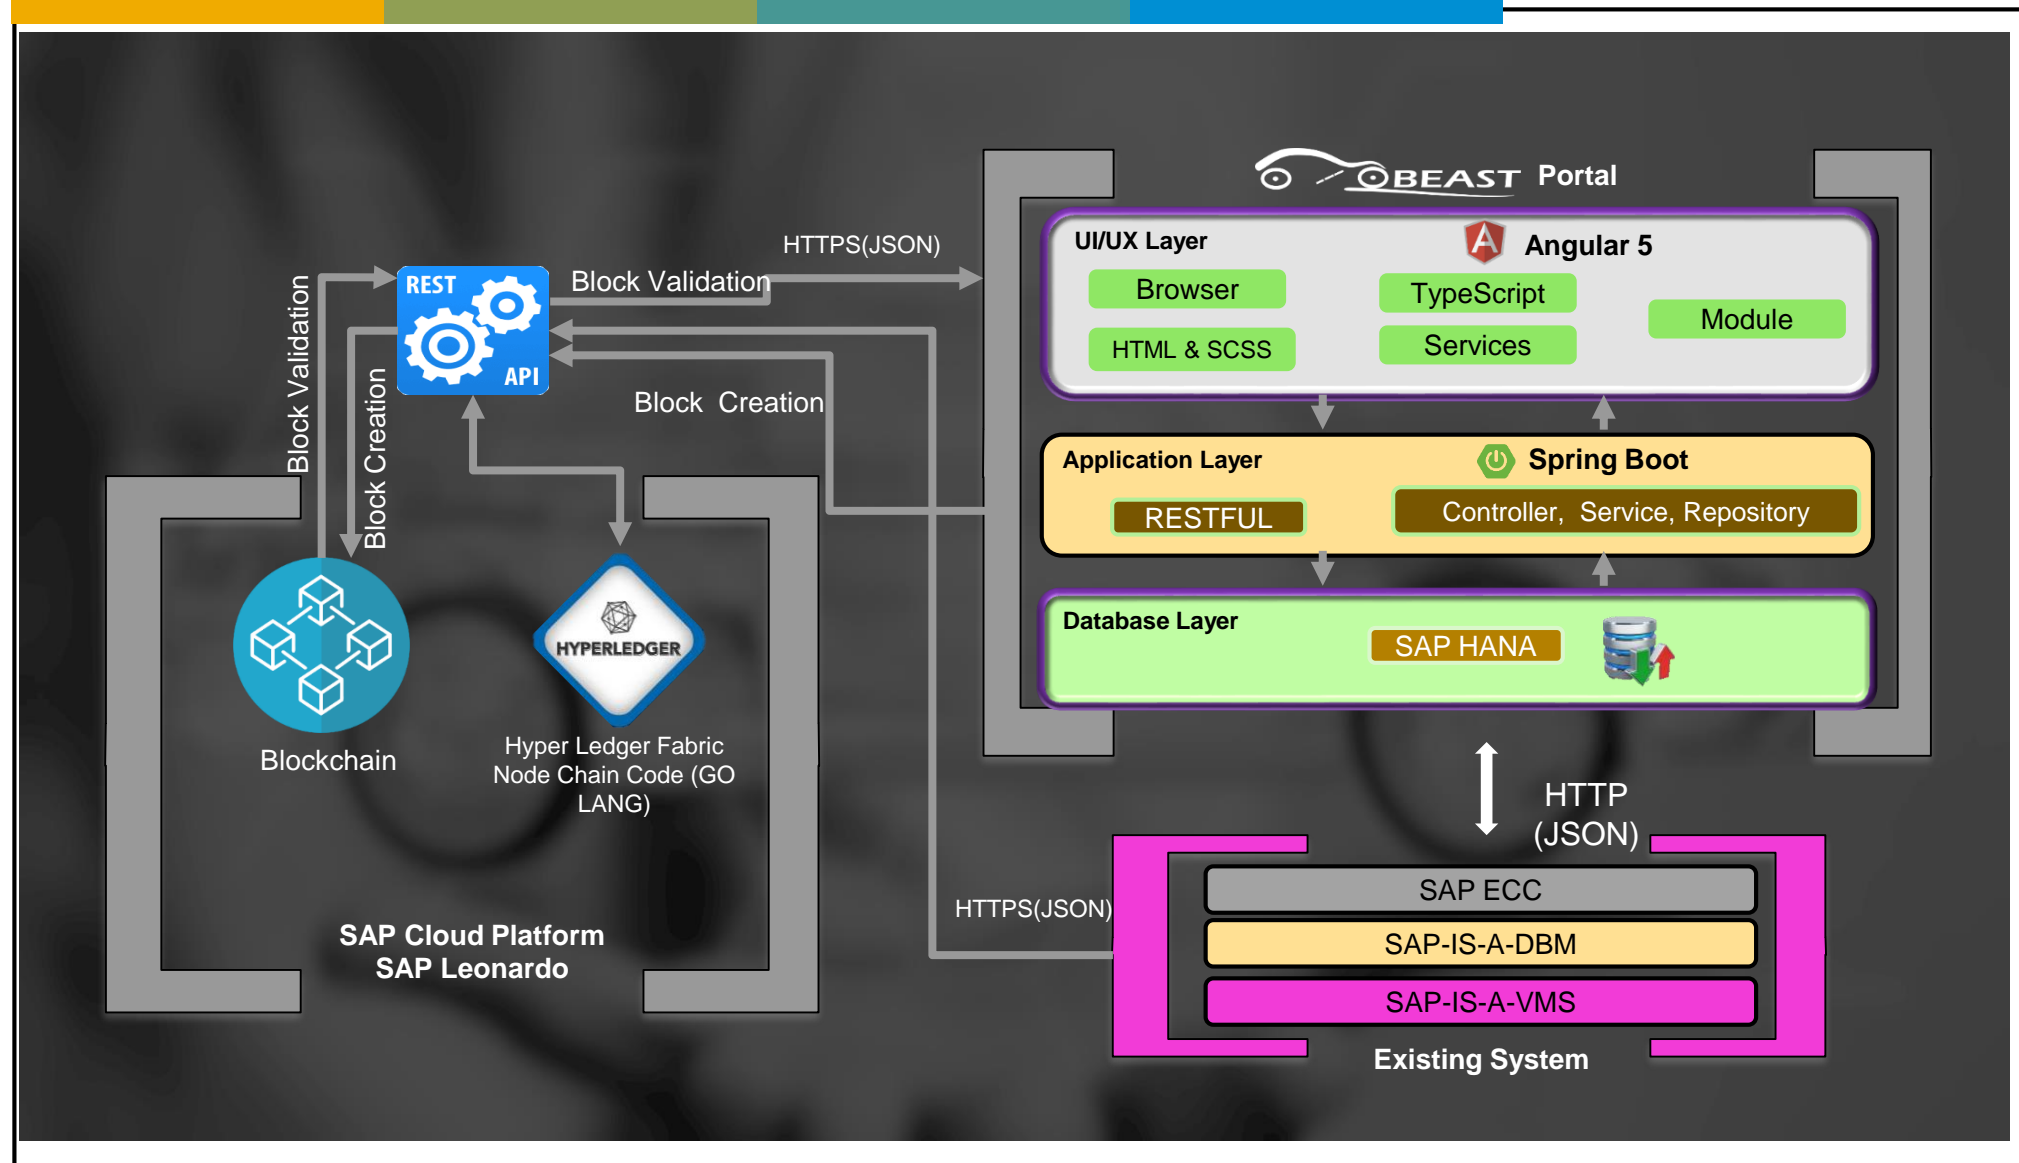 BEAST Portal
UI/UX Layer
Angular 5
Browser
TypeScript
Module
HTML & SCSS
Services
HTTPS(JSON)
REST
API
Block Validation
Block Validation
Block Creation
Block  Creation
Application Layer
Spring Boot
RESTFUL
Controller,  Service, Repository
Database Layer
SAP HANA
HYPERLEDGER
Blockchain
Hyper Ledger Fabric
Node Chain Code (GO
LANG)
SAP Cloud Platform
SAP Leonardo
HTTP
(JSON)
HTTPS(JSON)
SAP ECC
SAP-IS-A-DBM
SAP-IS-A-VMS
Existing System